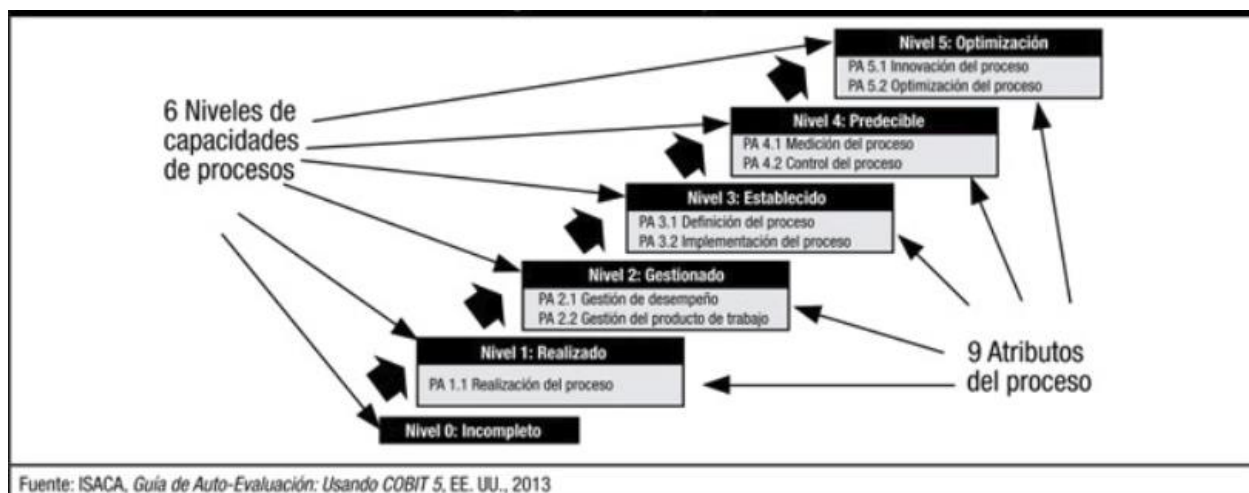 Nivel 5: Optimización
PA 5.1 Innovación del proceso
PA 5.2 Optimización del proceso
6 Niveles de
capacidades
de procesos
Nivel 4: Predecible
PA 4.1 Medición del proceso
PA 4.2 Control del proceso
Nivel 3: Establecido
PA 3.1 Definición del proceso
PA 3.2 Implementación del proceso
Nivel 2: Gestionado
PA 2.1 Gestión de desempeño
PA 2.2 Gestión del producto de trabajo
Nivel 1: Realizado
PA 1.1 Realización del proceso
9 Atributos
del proceso
Nivel 0: Incompleto
Fuente: ISACA, Guía de Auto-Evaluación: Usando COBIT 5, EE. UU., 2013